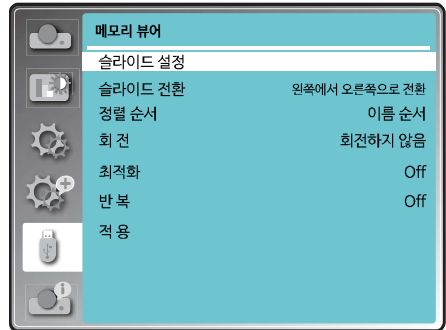 메모리 뷰어
슬라이드 설정
슬라이드 전환 왼쪽에서 오른쪽으로 전환
정렬 순서 이름 순서
회 전 회전하지 않음
최적화 Off
반 복 Off
적 용